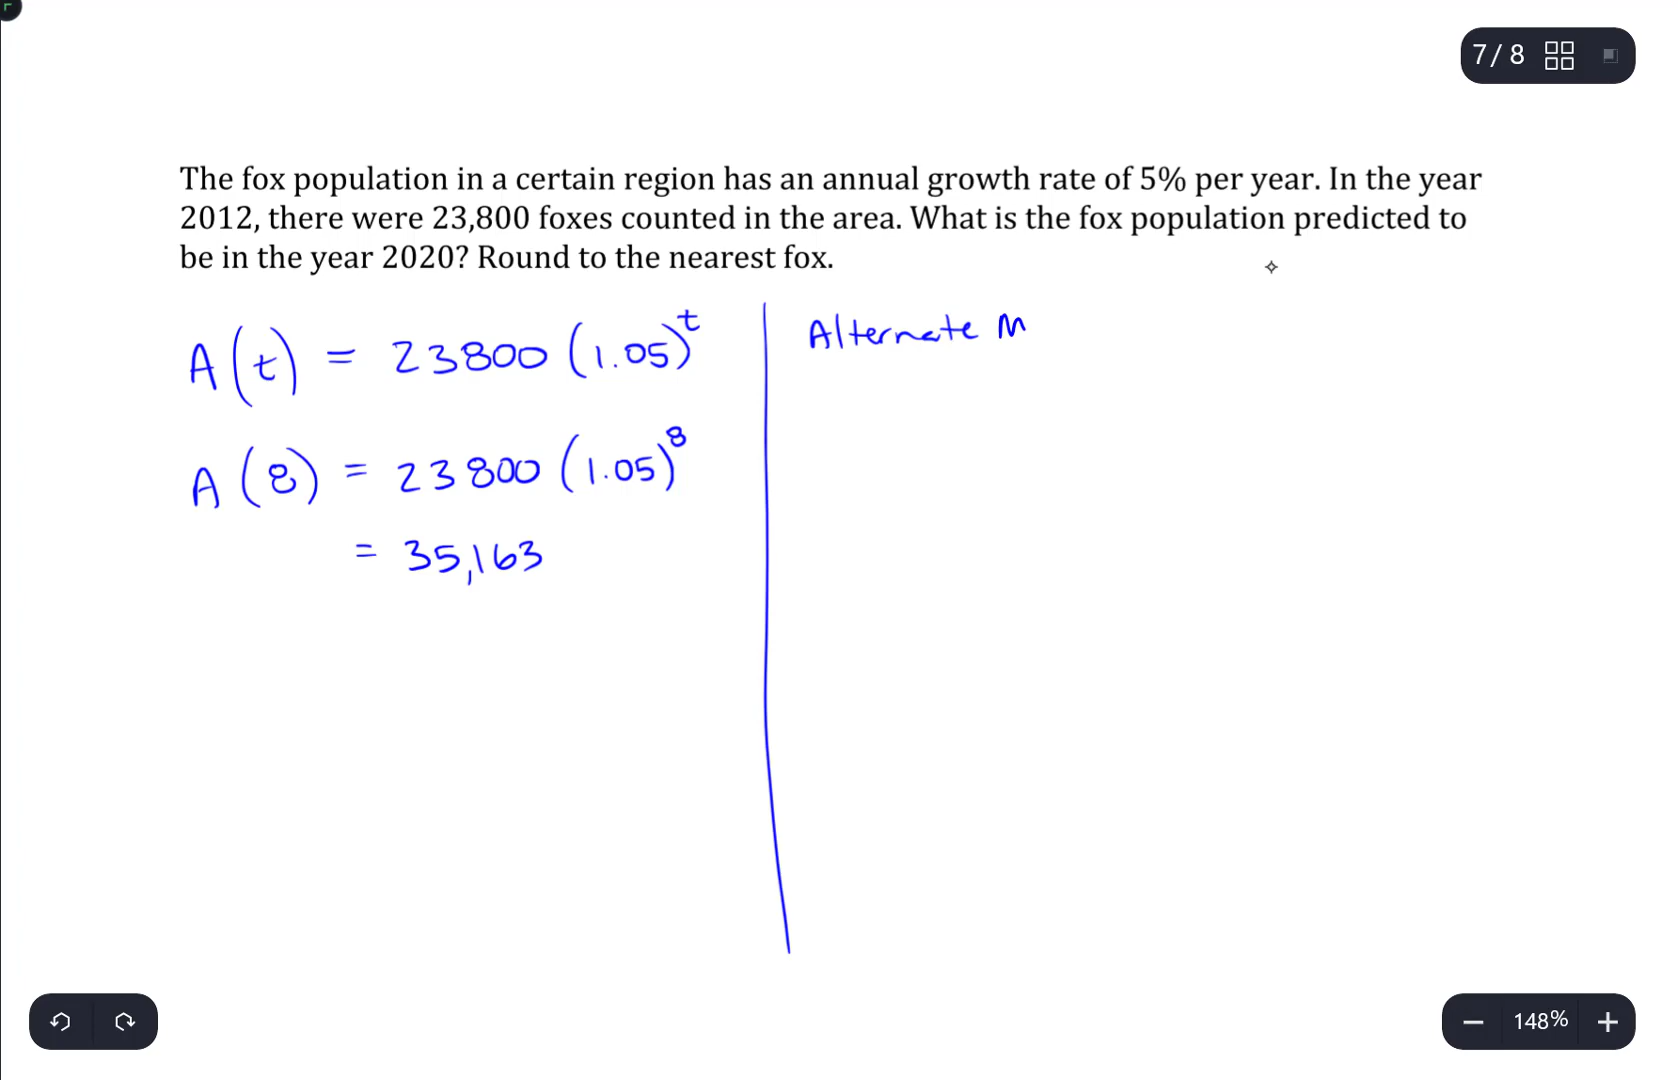 7 / 8
The fox population in a certain region has an annual growth rate of 5% per year. In the year
2012, there were 23,800 foxes counted in the area. What is the fox population predicted to
be in the year 2020? Round to the nearest fox.
A(t) = 23800 (1.05)^t
A(8) = 23800 (1.05)^8
= 35,163
Alternate M
148%